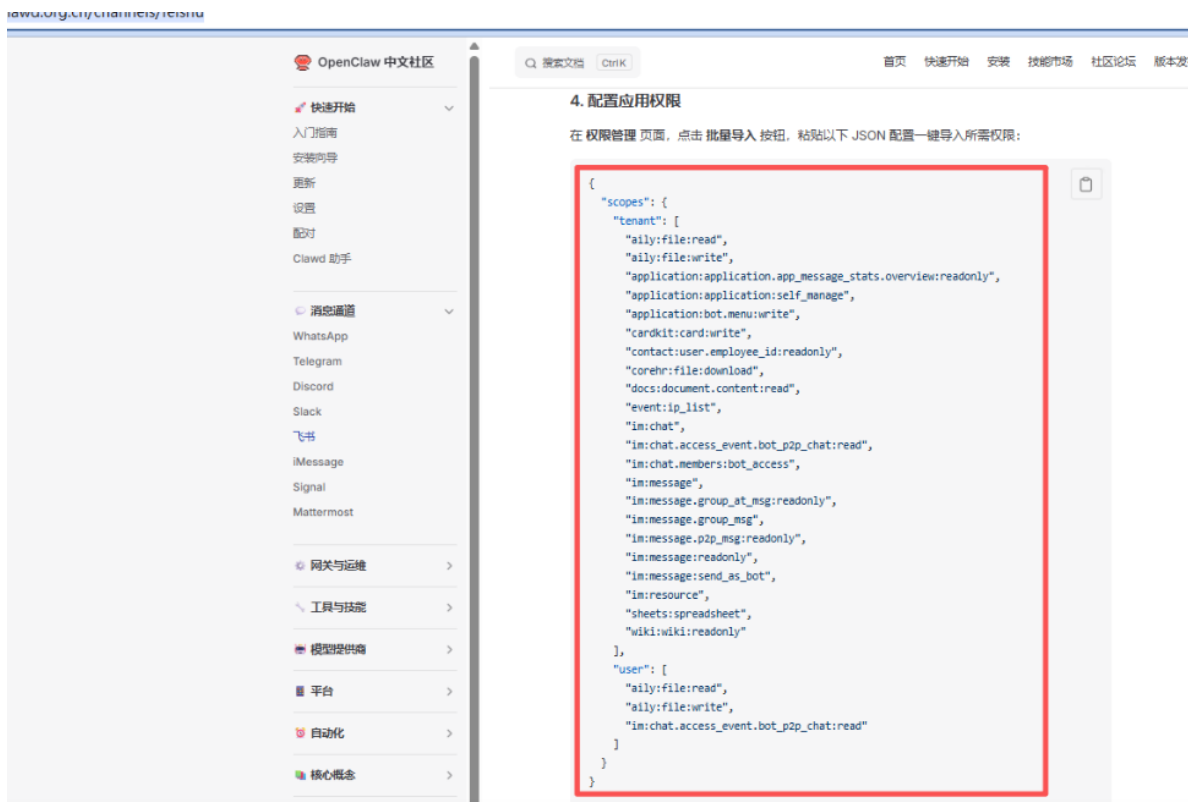 lawd.org.cn/channels/feishu
OpenClaw 中文社区
搜索文档 Ctrl K
首页 快速开始 安装 技能市场 社区论坛 版本发
快速开始
入门指南
安装向导
更新
设置
配对
Clawd 助手
消息通道
WhatsApp
Telegram
Discord
Slack
飞书
iMessage
Signal
Mattermost
网关与运维
工具与技能
模型提供商
平台
自动化
核心概念
4. 配置应用权限
在 权限管理 页面，点击 批量导入 按钮，粘贴以下 JSON 配置一键导入所需权限：
{
"scopes": {
"tenant": [
"aily:file:read",
"aily:file:write",
"application:application.app_message_stats.overview:readonly",
"application:application:self_manage",
"application:bot.menu:write",
"cardkit:card:write",
"contact:user.employee_id:readonly",
"corehr:file:download",
"docs:document.content:read",
"event:ip_list",
"im:chat",
"im:chat.access_event.bot_p2p_chat:read",
"im:chat.members:bot_access",
"im:message",
"im:message.group_at_msg:readonly",
"im:message.group_msg",
"im:message.p2p_msg:readonly",
"im:message:readonly",
"im:message:send_as_bot",
"im:resource",
"sheets:spreadsheet",
"wiki:wiki:readonly"
],
"user": [
"aily:file:read",
"aily:file:write",
"im:chat.access_event.bot_p2p_chat:read"
]
}
}